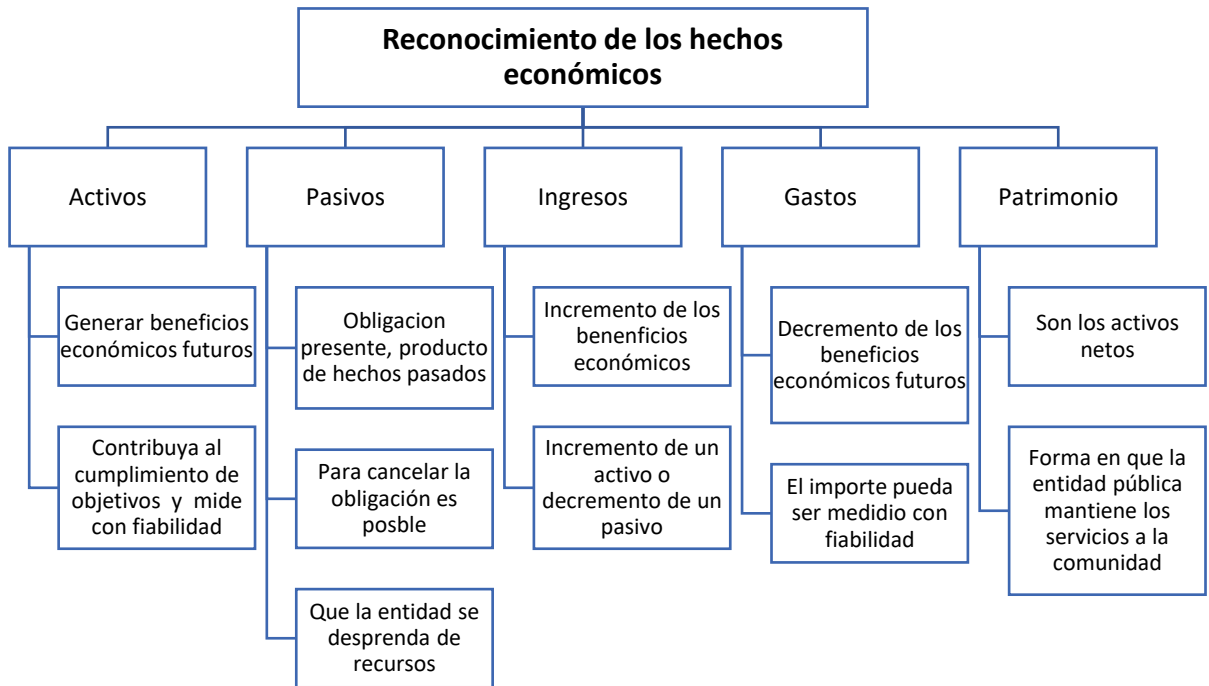 Reconocimiento de los hechos
económicos
Activos
Pasivos
Ingresos
Gastos
Patrimonio
Generar beneficios
económicos futuros
Contribuya al
cumplimiento de
objetivos y mide
con fiabilidad
Obligacion
presente, producto
de hechos pasados
Para cancelar la
obligación es
posble
Que la entidad se
desprenda de
recursos
Incremento de los
benenficios
económicos
Incremento de un
activo o
decremento de un
pasivo
Decremento de los
beneficios
económicos futuros
El importe pueda
ser medidio con
fiabilidad
Son los activos
netos
Forma en que la
entidad pública
mantiene los
servicios a la
comunidad